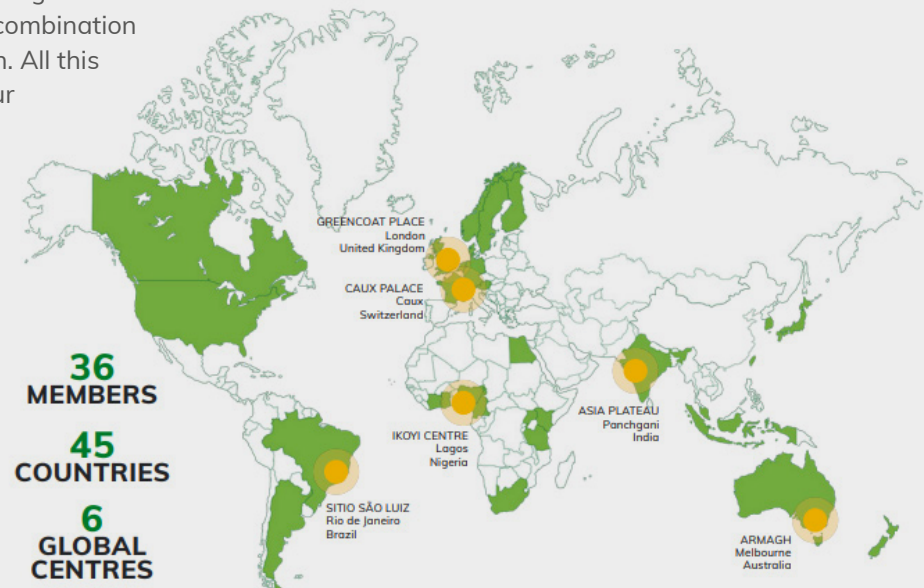 combination
All this
GREENCOAT PLACE
London
United Kingdom
CAUX PALACE
Caux
Switzerland
36
MEMBERS
45
COUNTRIES
6
GLOBAL
CENTRES
IKOYI CENTRE
Lagos
Nigeria
ASIA PLATEAU
Panchgani
India
SITIO SÃO LUIZ
Rio de Janeiro
Brazil
ARMAGH
Melbourne
Australia